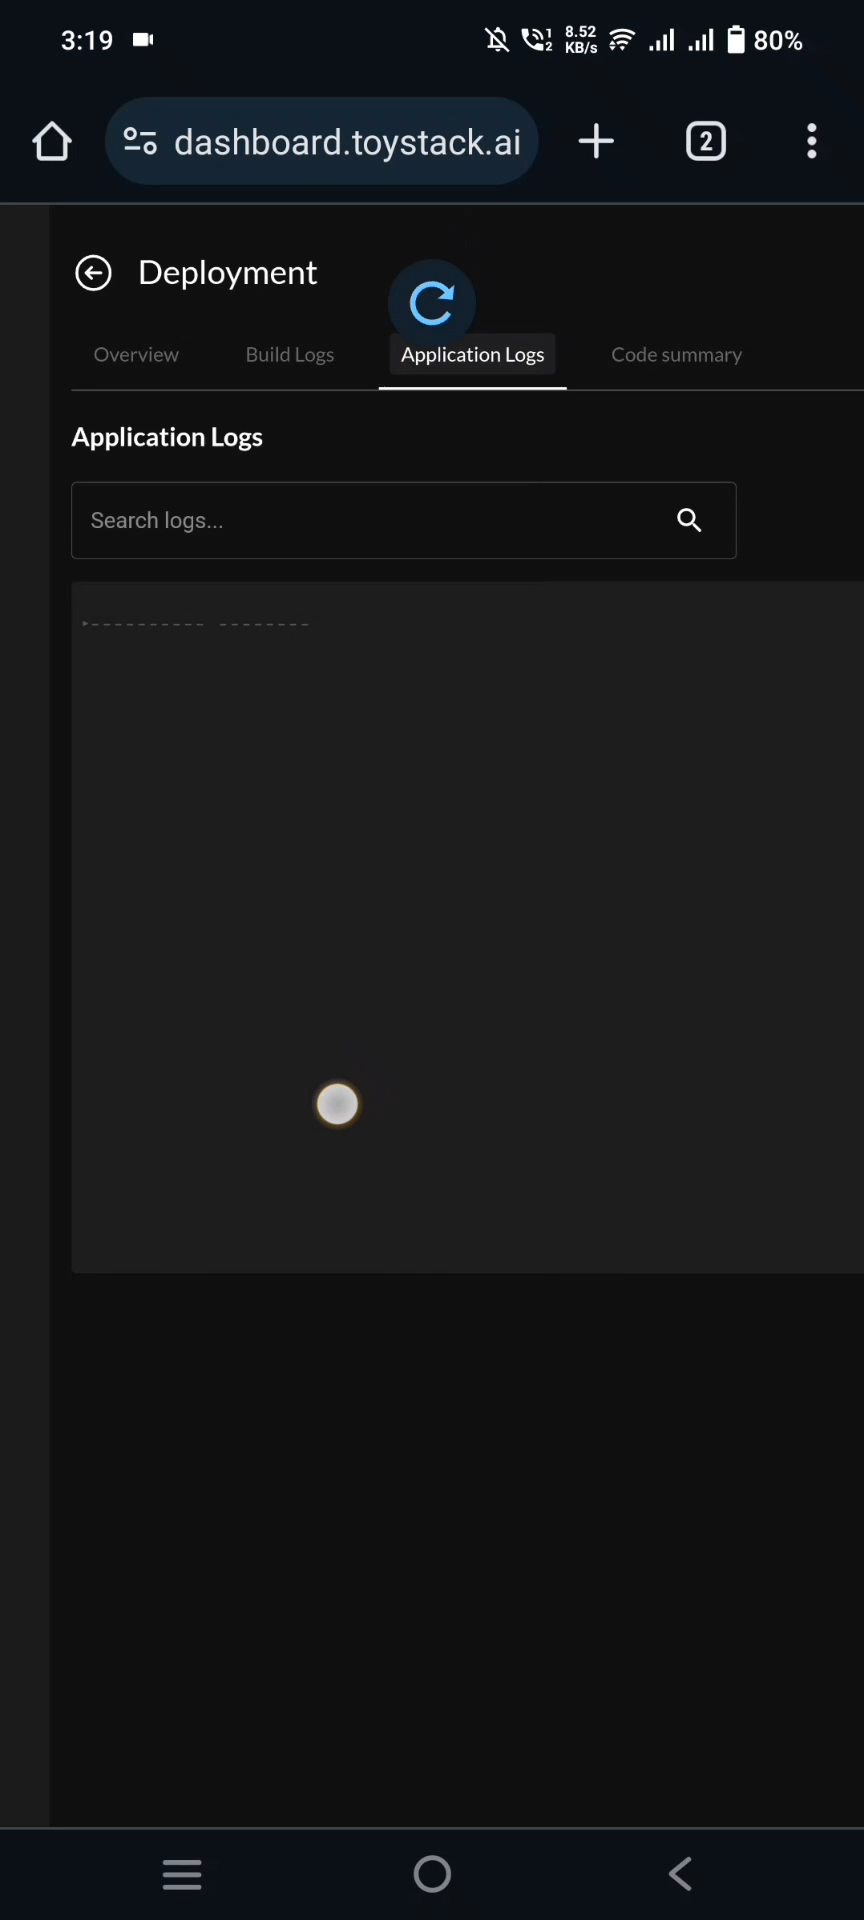 3:19 8.52 KB/s 80%
dashboard.toystack.ai 2
Deployment
Overview Build Logs Application Logs Code summary
Application Logs
Search logs...